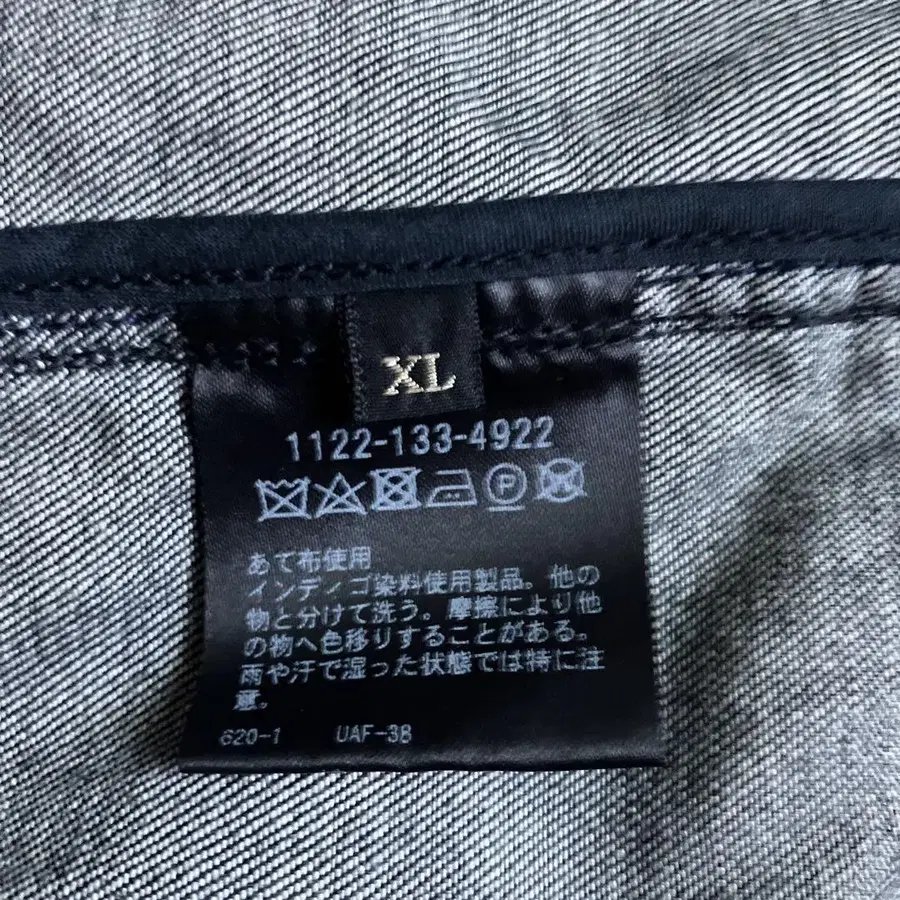 XL
1122-133-4922
P
あて布使用
インディゴ染料使用製品。他の
物と分けて洗う。摩擦により他
の物へ色移りすることがある。
雨や汗で湿った状態では特に注
意。
620-1 UAF-38